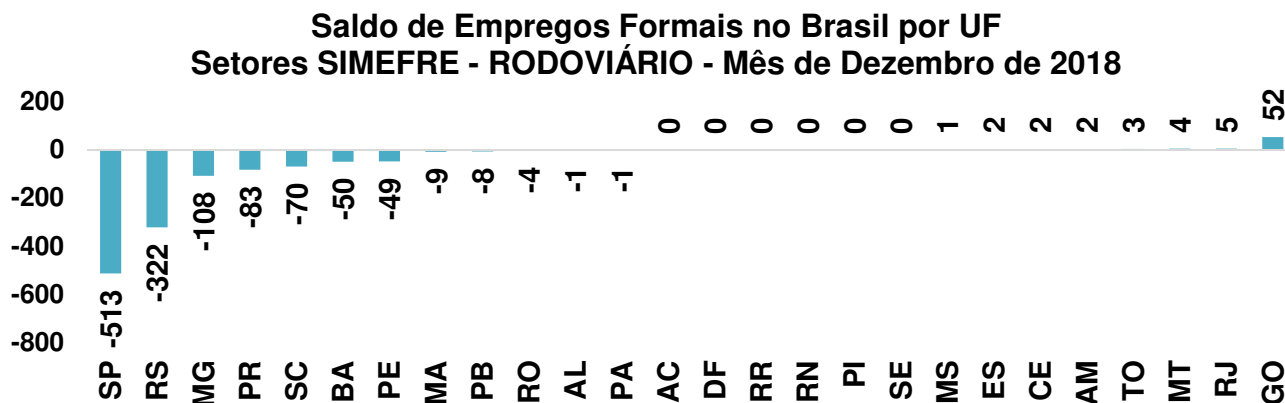 Saldo de Empregos Formais no Brasil por UF
Setores SIMEFRE - RODOVIÁRIO - Mês de Dezembro de 2018
200
0
-200
-400
-600
-800
-513
-322
-108
-83
-70
-50
-49
-9
-8
-4
-1
-1
0
0
0
0
0
0
1
2
2
2
3
4
5
52
SP
RS
MG
PR
SC
BA
PE
MA
PB
RO
AL
PA
AC
DF
RR
RN
PI
SE
MS
ES
CE
AM
TO
MT
RJ
GO